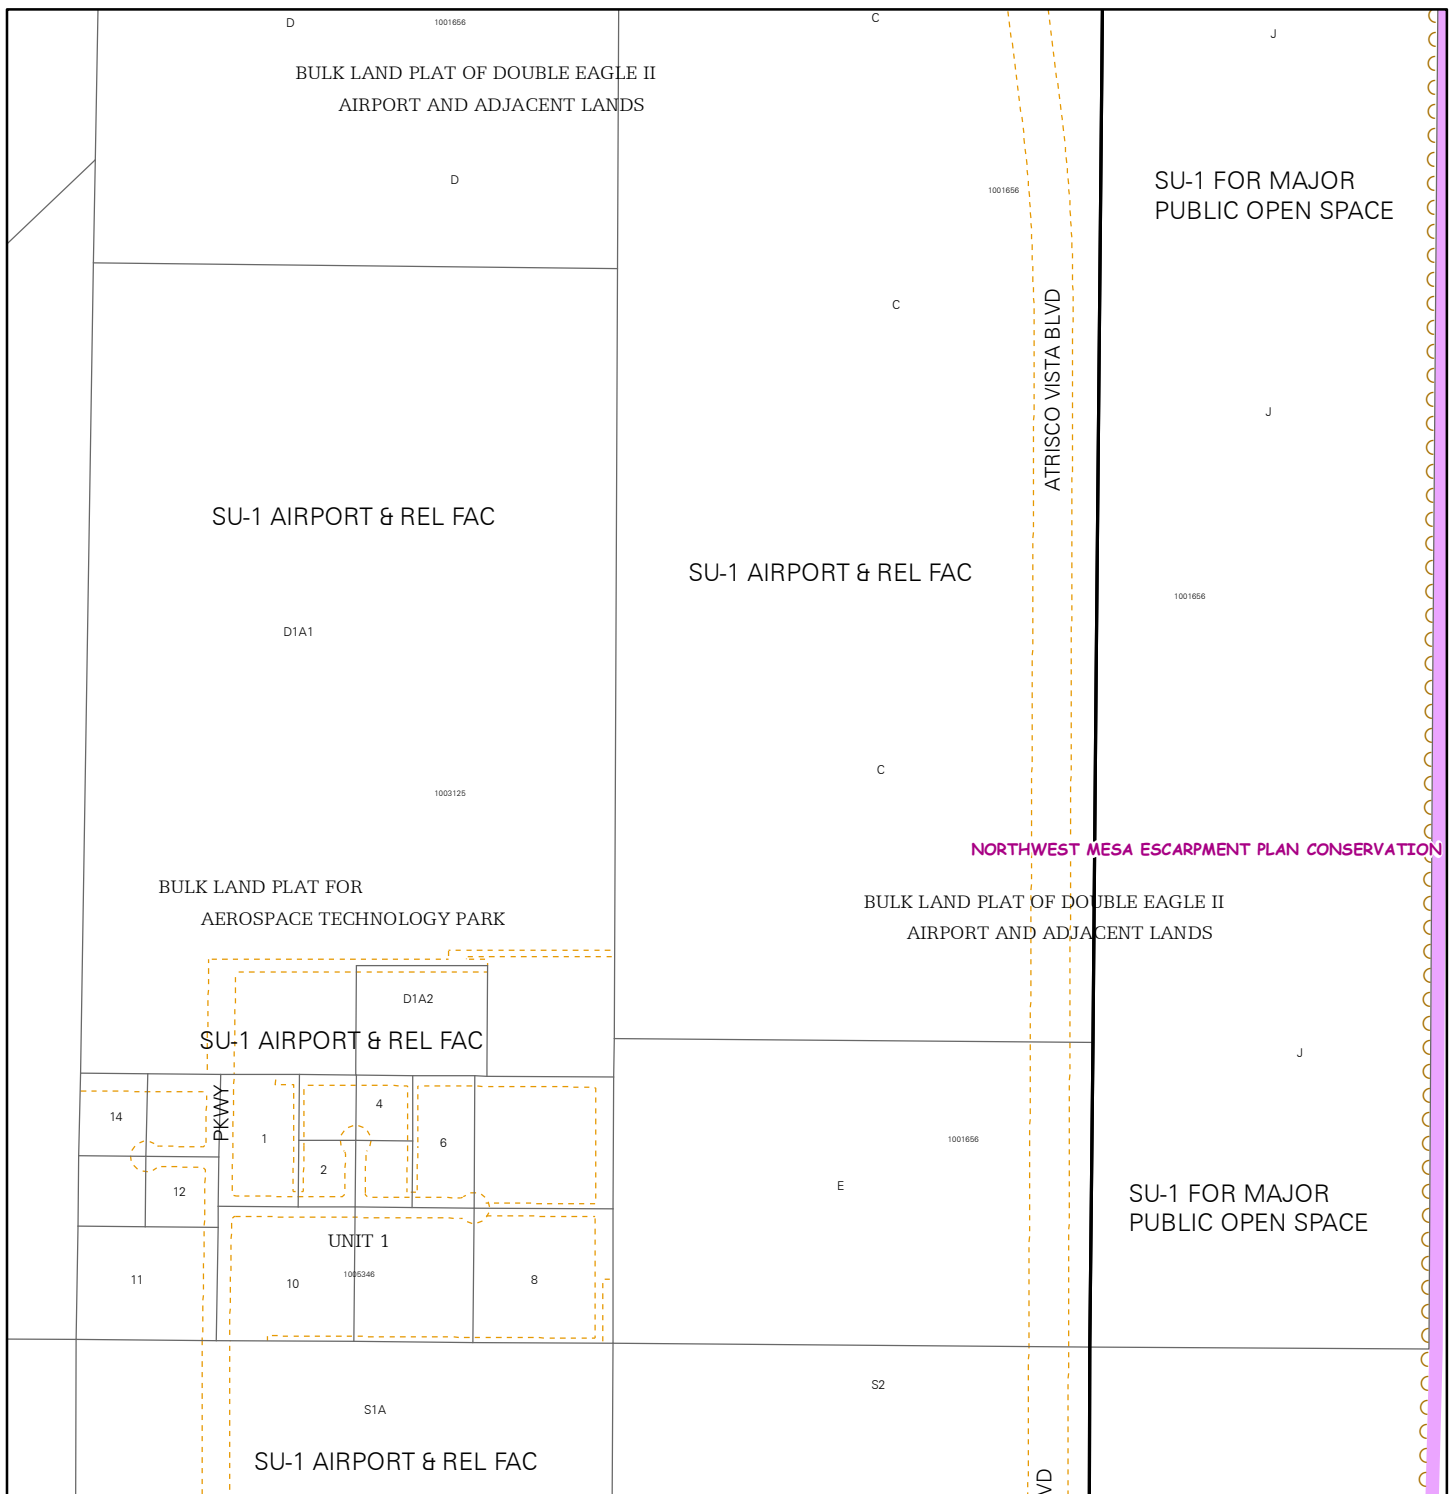 D
1001656
C
J
BULK LAND PLAT OF DOUBLE EAGLE II
AIRPORT AND ADJACENT LANDS
D
1001656
SU-1 FOR MAJOR
PUBLIC OPEN SPACE
C
ATRISCO VISTA BLVD
J
SU-1 AIRPORT & REL FAC
SU-1 AIRPORT & REL FAC
1001656
D1A1
C
1003125
NORTHWEST MESA ESCARPMENT PLAN CONSERVATION
BULK LAND PLAT FOR
AEROSPACE TECHNOLOGY PARK
BULK LAND PLAT OF DOUBLE EAGLE II
AIRPORT AND ADJACENT LANDS
D1A2
SU-1 AIRPORT & REL FAC
J
14
PKWY
1
4
6
2
12
1001656
E
SU-1 FOR MAJOR
PUBLIC OPEN SPACE
UNIT 1
1005346
11
10
8
S2
S1A
SU-1 AIRPORT & REL FAC
VD